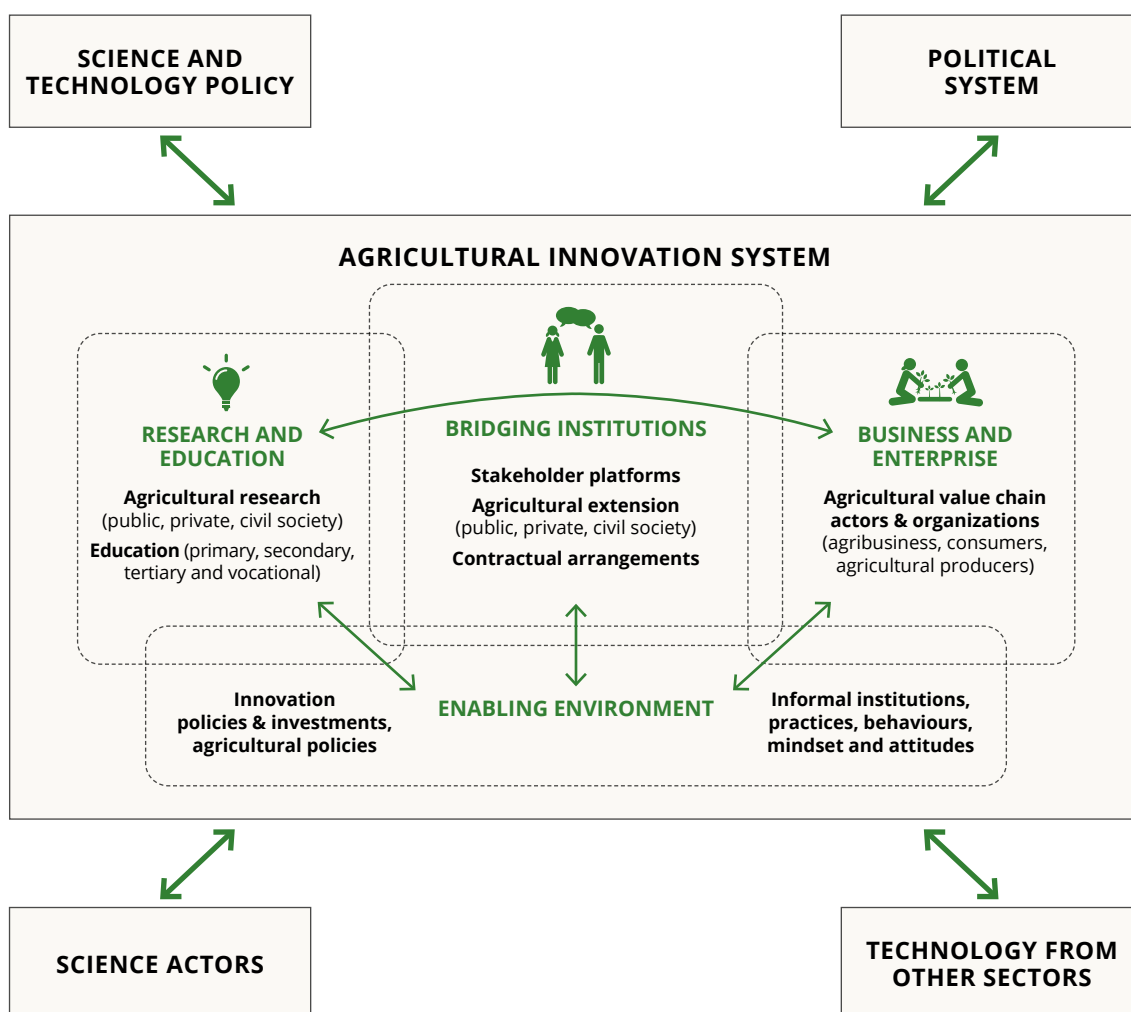 SCIENCE AND
TECHNOLOGY POLICY
POLITICAL
SYSTEM
AGRICULTURAL INNOVATION SYSTEM
RESEARCH AND
EDUCATION
Agricultural research
(public, private, civil society)
Education (primary, secondary,
tertiary and vocational)
BRIDGING INSTITUTIONS
Stakeholder platforms
Agricultural extension
(public, private, civil society)
Contractual arrangements
BUSINESS AND
ENTERPRISE
Agricultural value chain
actors & organizations
(agribusiness, consumers,
agricultural producers)
Innovation
policies & investments,
agricultural policies
ENABLING ENVIRONMENT
Informal institutions,
practices, behaviours,
mindset and attitudes
SCIENCE ACTORS
TECHNOLOGY FROM
OTHER SECTORS